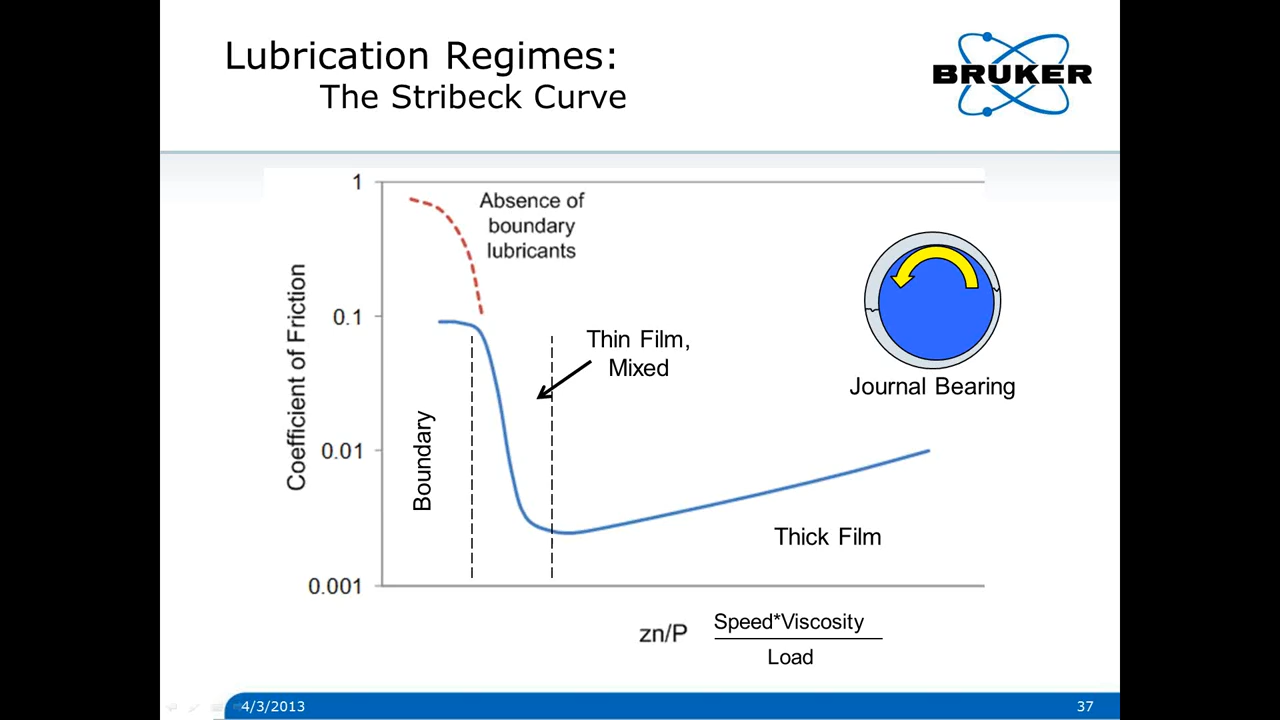 Lubrication Regimes:
The Stribeck Curve
BRUKER
1
0.1
0.01
0.001
Coefficient of Friction
Absence of
boundary
lubricants
Thin Film,
Mixed
Boundary
Journal Bearing
Thick Film
zn/P
Speed*Viscosity
Load
4/3/2013
37